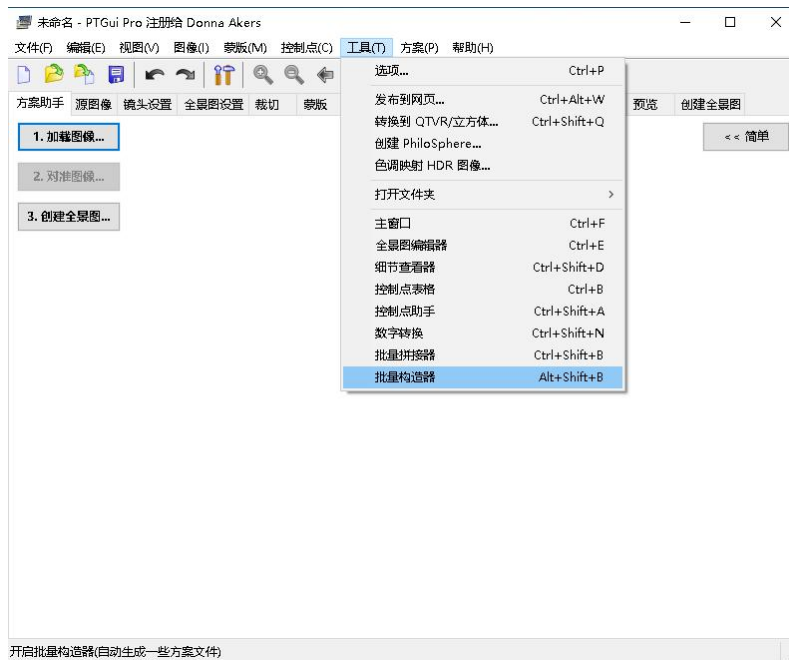 未命名 - PTGui Pro 注册给 Donna Akers
文件(F) 编辑(E) 视图(V) 图像(I) 蒙版(M) 控制点(C) 工具(T) 方案(P) 帮助(H)
方案助手 源图像 镜头设置 全景图设置 裁切 蒙版 预览 创建全景图
1. 加载图像...
2. 对准图像...
3. 创建全景图...
<< 简单
选项... Ctrl+P
发布到网页... Ctrl+Alt+W
转换到 QTVR/立方体... Ctrl+Shift+Q
创建 PhiloSphere...
色调映射 HDR 图像...
打开文件夹
主窗口 Ctrl+F
全景图编辑器 Ctrl+E
细节查看器 Ctrl+Shift+D
控制点表格 Ctrl+B
控制点助手 Ctrl+Shift+A
数字转换 Ctrl+Shift+N
批量拼接器 Ctrl+Shift+B
批量构造器 Alt+Shift+B
开启批量构造器(自动生成一些方案文件)